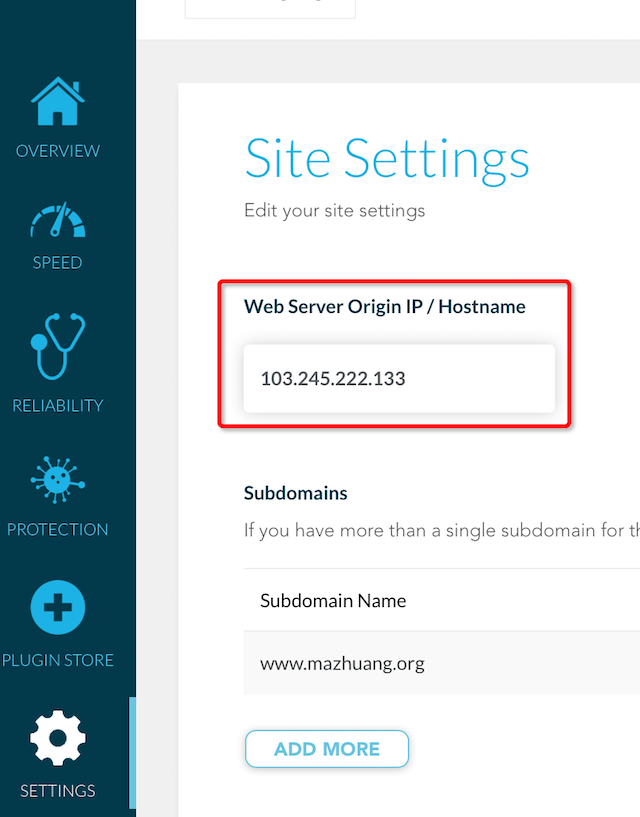 OVERVIEW
SPEED
RELIABILITY
PROTECTION
PLUGIN STORE
SETTINGS
Site Settings
Edit your site settings
Web Server Origin IP / Hostname
103.245.222.133
Subdomains
If you have more than a single subdomain for
Subdomain Name
www.mazhuang.org
ADD MORE